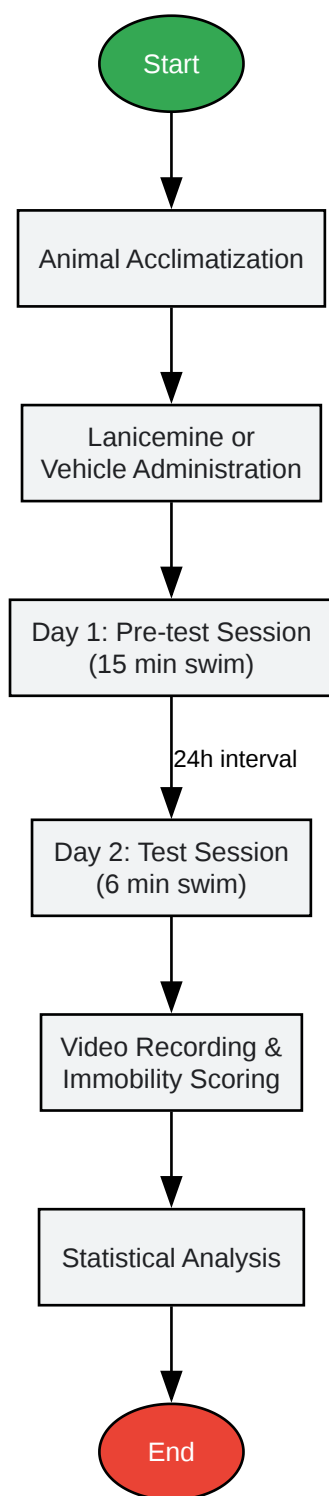 Start
Animal Acclimatization
Lanicemine or
Vehicle Administration
Day 1: Pre-test Session
(15 min swim)
24h interval
Day 2: Test Session
(6 min swim)
Video Recording &
Immobility Scoring
Statistical Analysis
End